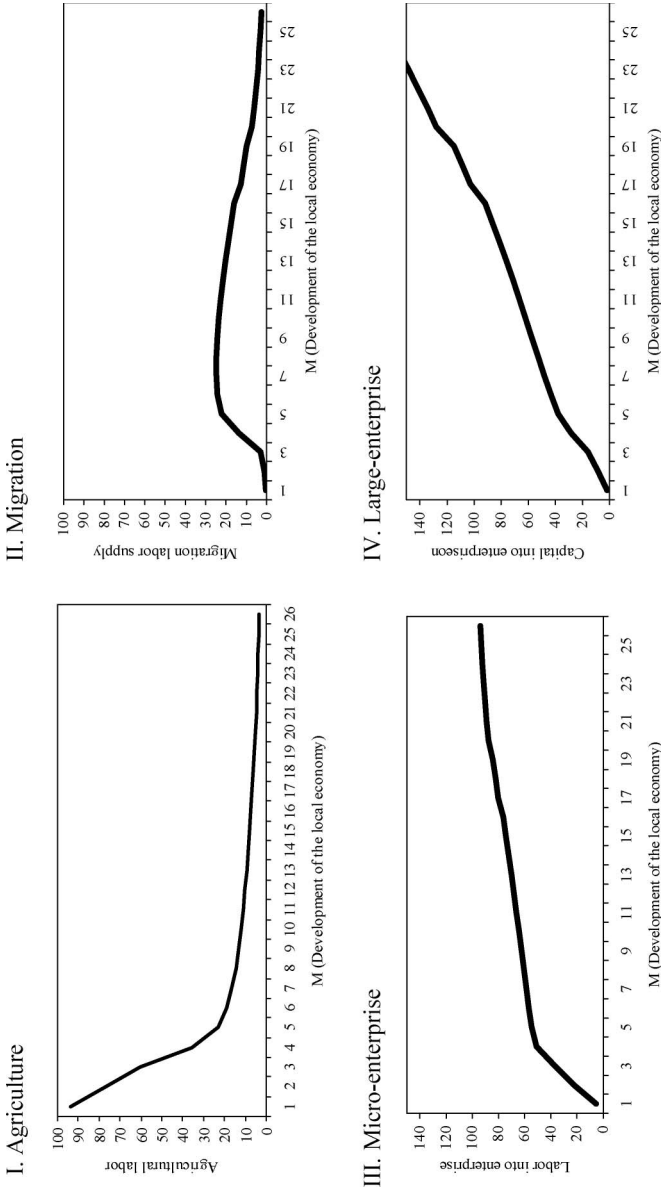 I. Agriculture
100
90
80
70
60
50
40
30
20
10
0
Agricultural labor
1 2 3 4 5 6 7 8 9 10 11 12 13 14 15 16 17 18 19 20 21 22 23 24 25 26
M (Development of the local economy)
II. Migration
100
90
80
70
60
50
40
30
20
10
0
Migration labor supply
1 3 5 7 9 11 13 15 17 19 21 23 25
M (Development of the local economy)
III. Micro-enterprise
140
120
100
80
60
40
20
0
Labor into enterprise
1 3 5 7 9 11 13 15 17 19 21 23 25
M (Development of the local economy)
IV. Large-enterprise
140
120
100
80
60
40
20
0
Capital into enterpriseon
1 3 5 7 9 11 13 15 17 19 21 23 25
M (Development of the local economy)